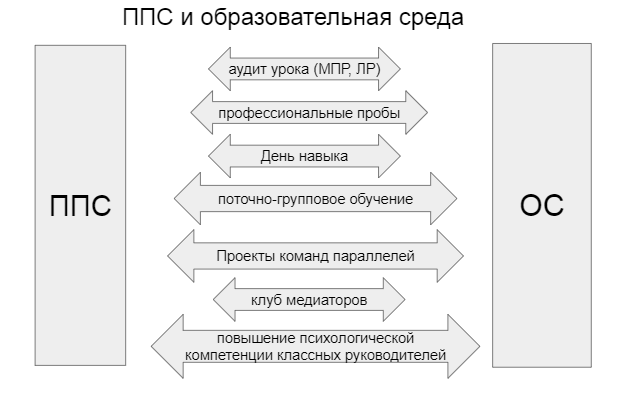 ППС и образовательная среда
аудит урока (МПР, ЛР)
профессиональные пробы
День навыка
ППС
поточно-групповое обучение
ОС
Проекты команд параллелей
клуб медиаторов
повышение психологической
компетенции классных руководителей